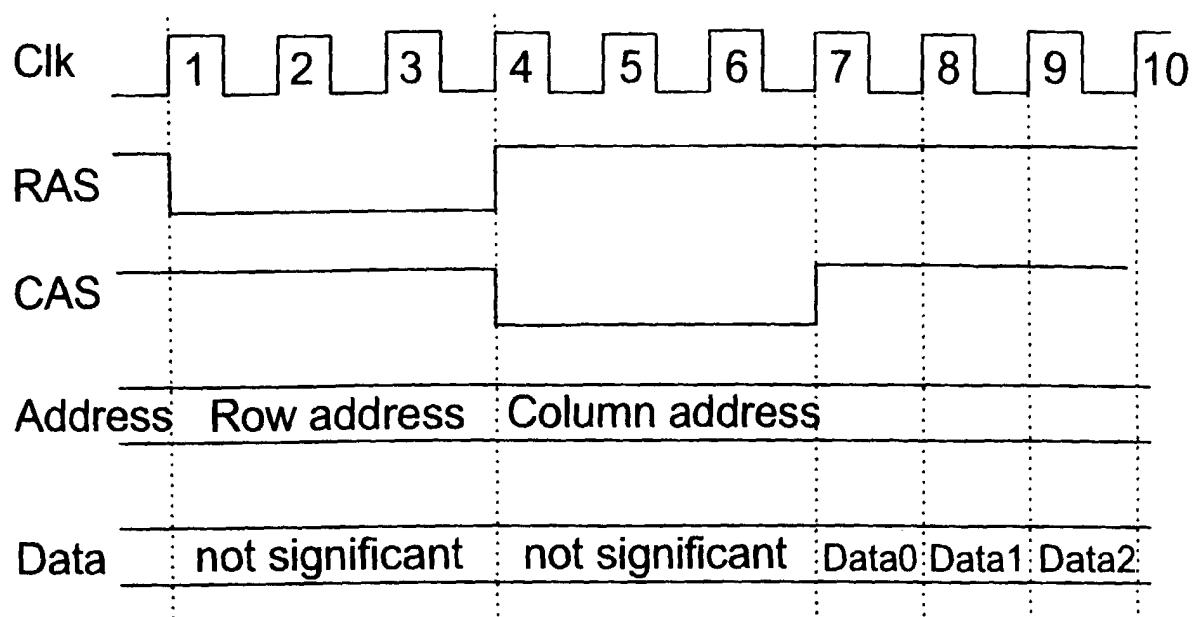 Clk 1 2 3 4 5 6 7 8 9 10
RAS
CAS
Address Row address Column address
Data not significant not significant Data0 Data1 Data2